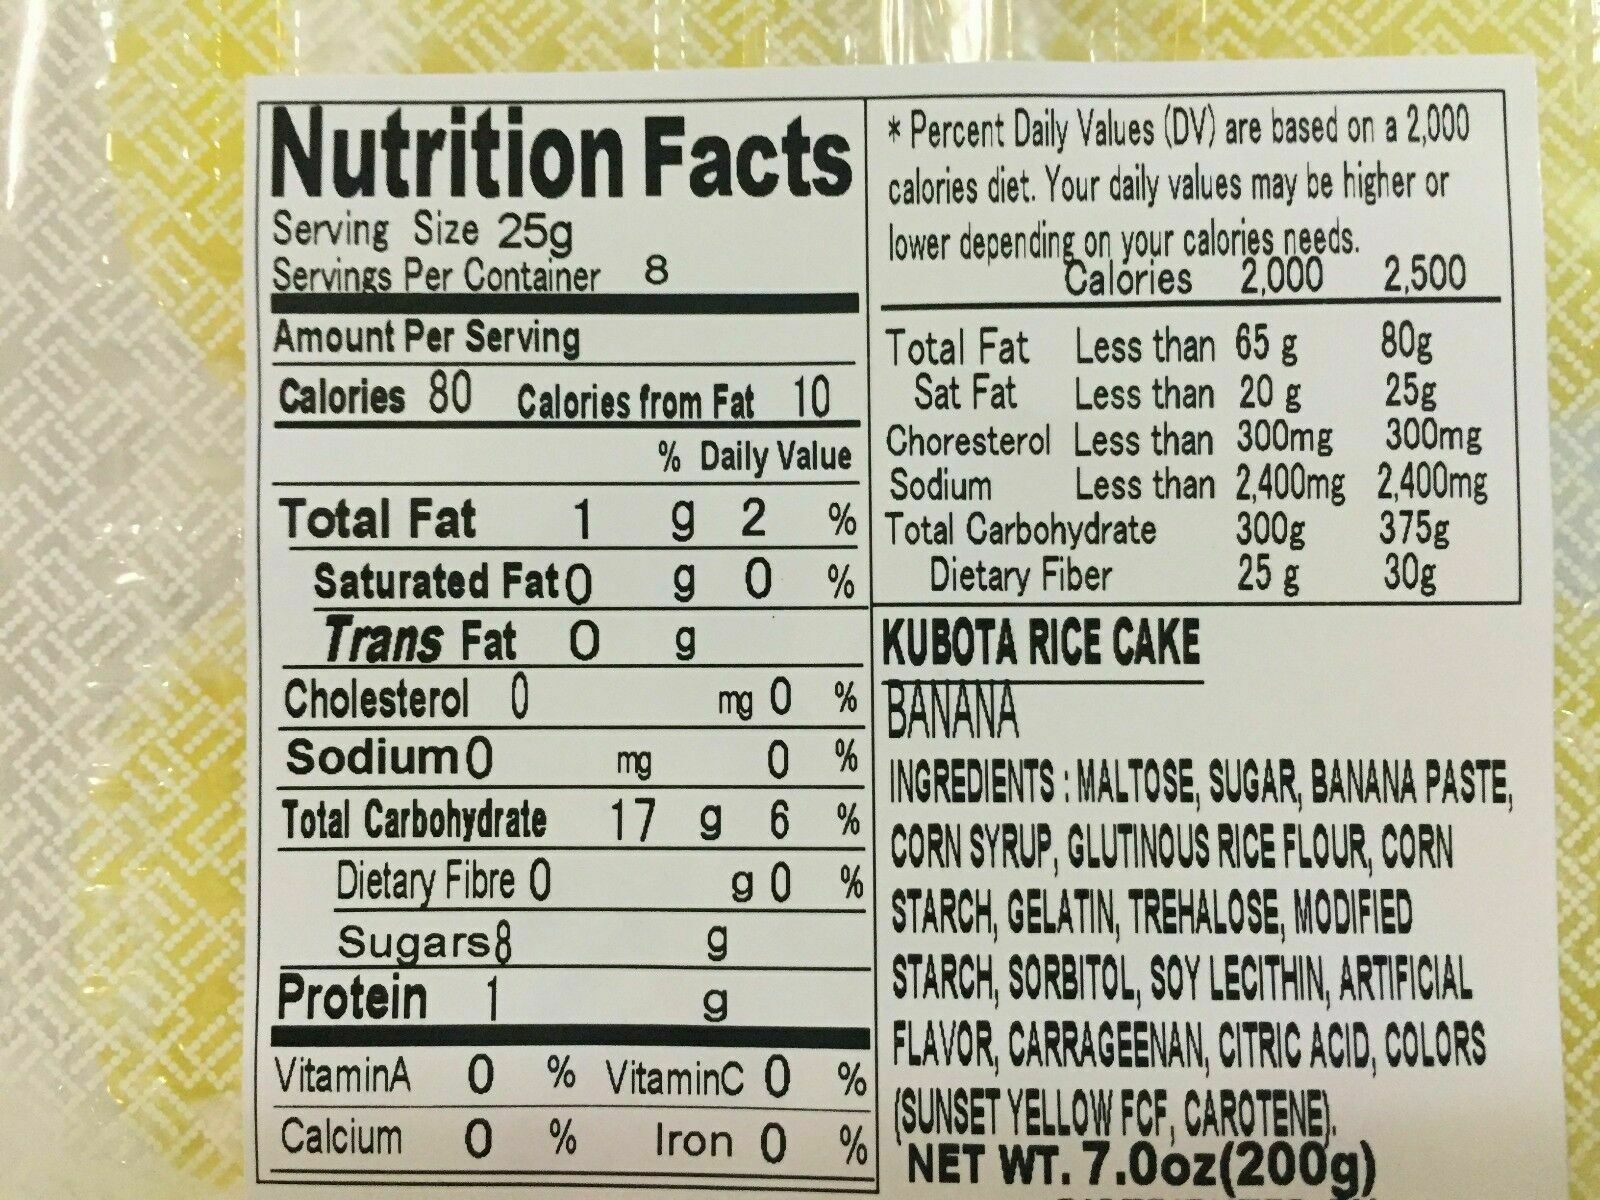 Nutrition Facts
Serving Size 25g
Servings Per Container 8
Amount Per Serving
Calories 80 Calories from Fat 10
% Daily Value
Total Fat 1 g 2 %
Saturated Fat 0 g 0 %
Trans Fat 0 g
Cholesterol 0 mg 0 %
Sodium 0 mg 0 %
Total Carbohydrate 17 g 6 %
Dietary Fibre 0 g 0 %
Sugars 8 g
Protein 1 g
VitaminA 0 % VitaminC 0 %
Calcium 0 % Iron 0 %
* Percent Daily Values (DV) are based on a 2,000
calories diet. Your daily values may be higher or
lower depending on your calories needs.
Calories 2,000 2,500
Total Fat Less than 65 g 80g
Sat Fat Less than 20 g 25g
Choresterol Less than 300mg 300mg
Sodium Less than 2,400mg 2,400mg
Total Carbohydrate 300g 375g
Dietary Fiber 25 g 30g
KUBOTA RICE CAKE
BANANA
INGREDIENTS : MALTOSE, SUGAR, BANANA PASTE,
CORN SYRUP, GLUTINOUS RICE FLOUR, CORN
STARCH, GELATIN, TREHALOSE, MODIFIED
STARCH, SORBITOL, SOY LECITHIN, ARTIFICIAL
FLAVOR, CARRAGEENAN, CITRIC ACID, COLORS
(SUNSET YELLOW FCF, CAROTENE).
NET WT. 7.0oz(200g)